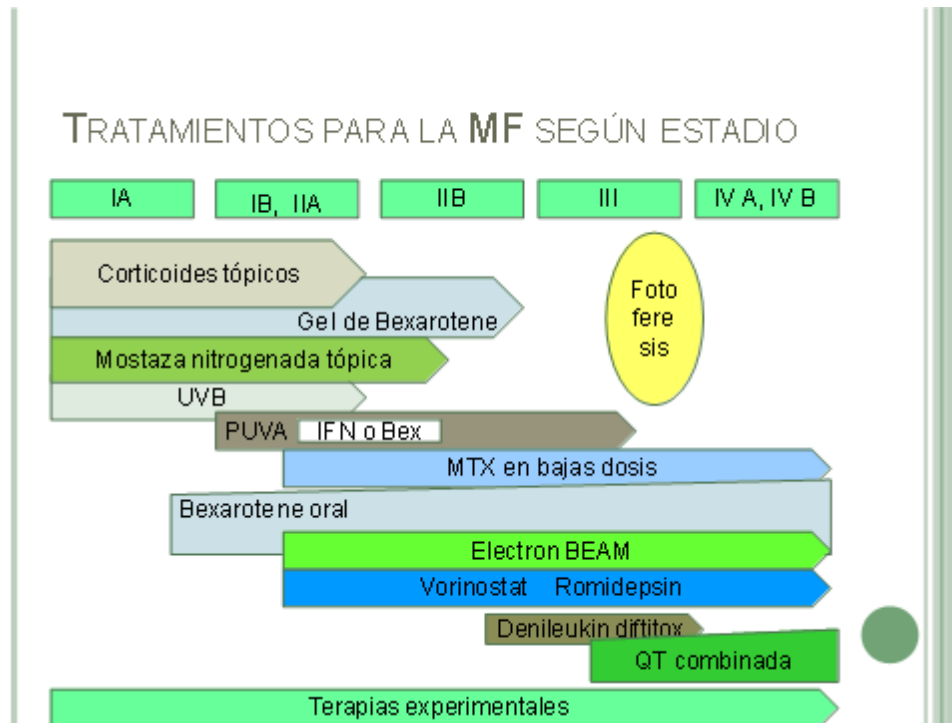 TRATAMIENTOS PARA LA MF SEGÚN ESTADIO
IA
IB, IIA
IIB
III
IV A, IV B
Corticoides tópicos
Foto
fere
sis
Gel de Bexarotene
Mostaza nitrogenada tópica
UVB
PUVA
IFN o Bex
MTX en bajas dosis
Bexarotene oral
Electron BEAM
Vorinostat Romidepsin
Denileukin diftitox
QT combinada
Terapias experimentales